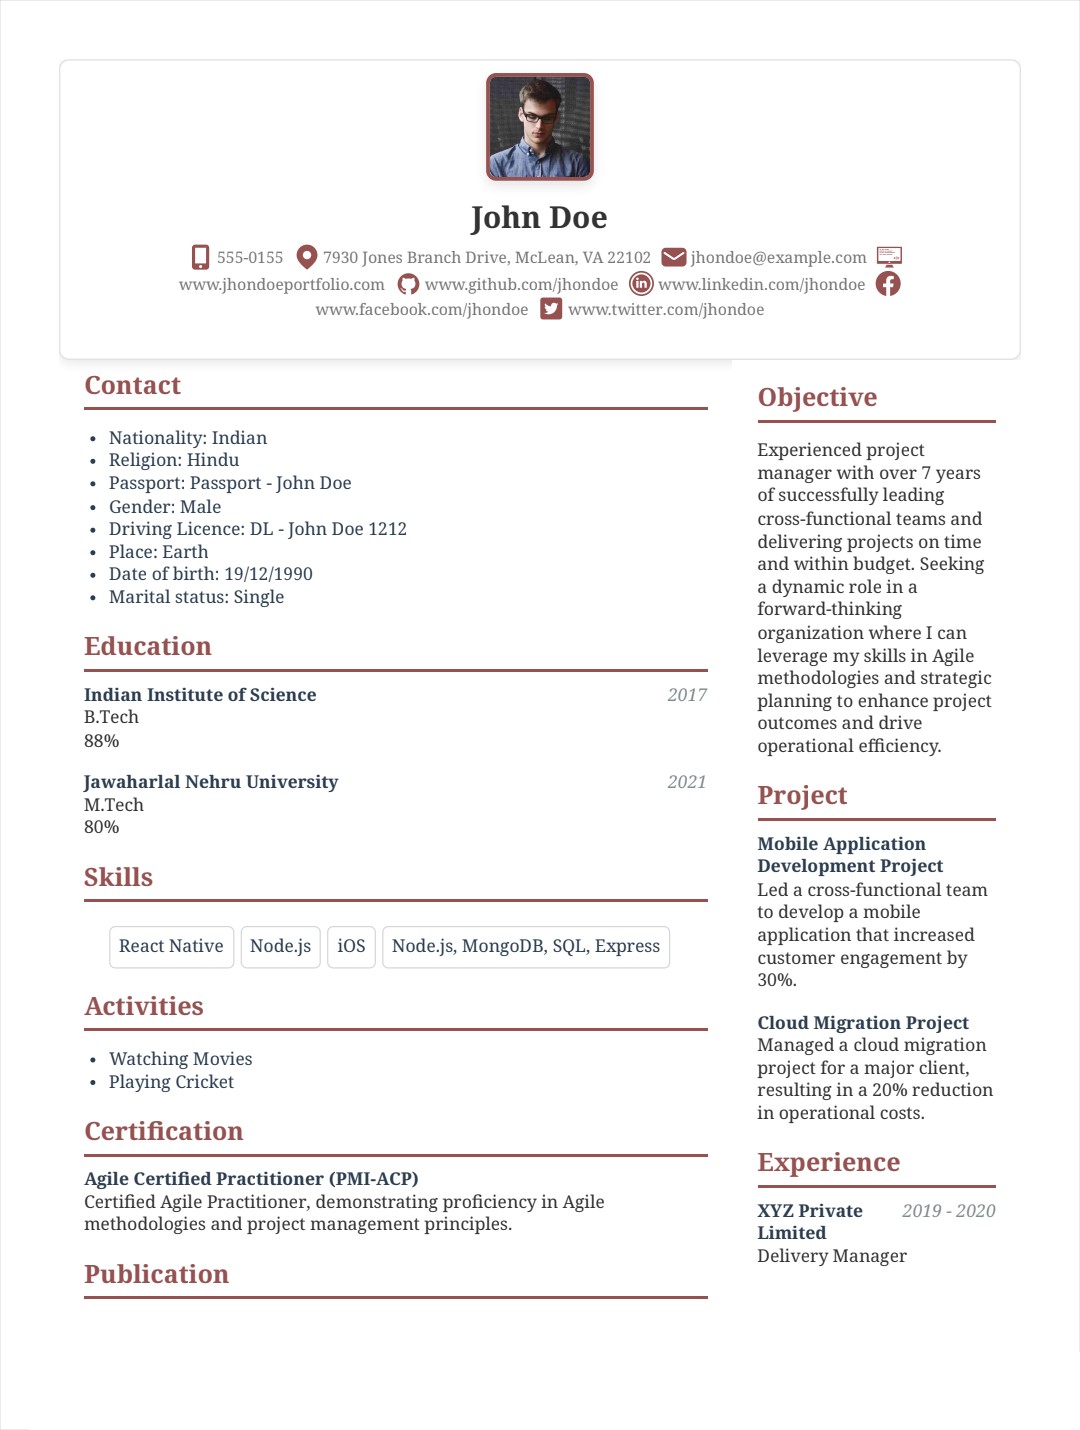 John Doe
555-0155 7930 Jones Branch Drive, McLean, VA 22102 jhondoe@example.com
www.jhondoeportfolio.com www.github.com/jhondoe www.linkedin.com/jhondoe
www.facebook.com/jhondoe www.twitter.com/jhondoe
Contact
• Nationality: Indian
• Religion: Hindu
• Passport: Passport - John Doe
• Gender: Male
• Driving Licence: DL - John Doe 1212
• Place: Earth
• Date of birth: 19/12/1990
• Marital status: Single
Education
Indian Institute of Science 2017
B.Tech
88%
Jawaharlal Nehru University 2021
M.Tech
80%
Skills
React Native Node.js iOS Node.js, MongoDB, SQL, Express
Activities
• Watching Movies
• Playing Cricket
Certification
Agile Certified Practitioner (PMI-ACP)
Certified Agile Practitioner, demonstrating proficiency in Agile
methodologies and project management principles.
Publication
Objective
Experienced project
manager with over 7 years
of successfully leading
cross-functional teams and
delivering projects on time
and within budget. Seeking
a dynamic role in a
forward-thinking
organization where I can
leverage my skills in Agile
methodologies and strategic
planning to enhance project
outcomes and drive
operational efficiency.
Project
Mobile Application
Development Project
Led a cross-functional team
to develop a mobile
application that increased
customer engagement by
30%.
Cloud Migration Project
Managed a cloud migration
project for a major client,
resulting in a 20% reduction
in operational costs.
Experience
XYZ Private 2019 - 2020
Limited
Delivery Manager